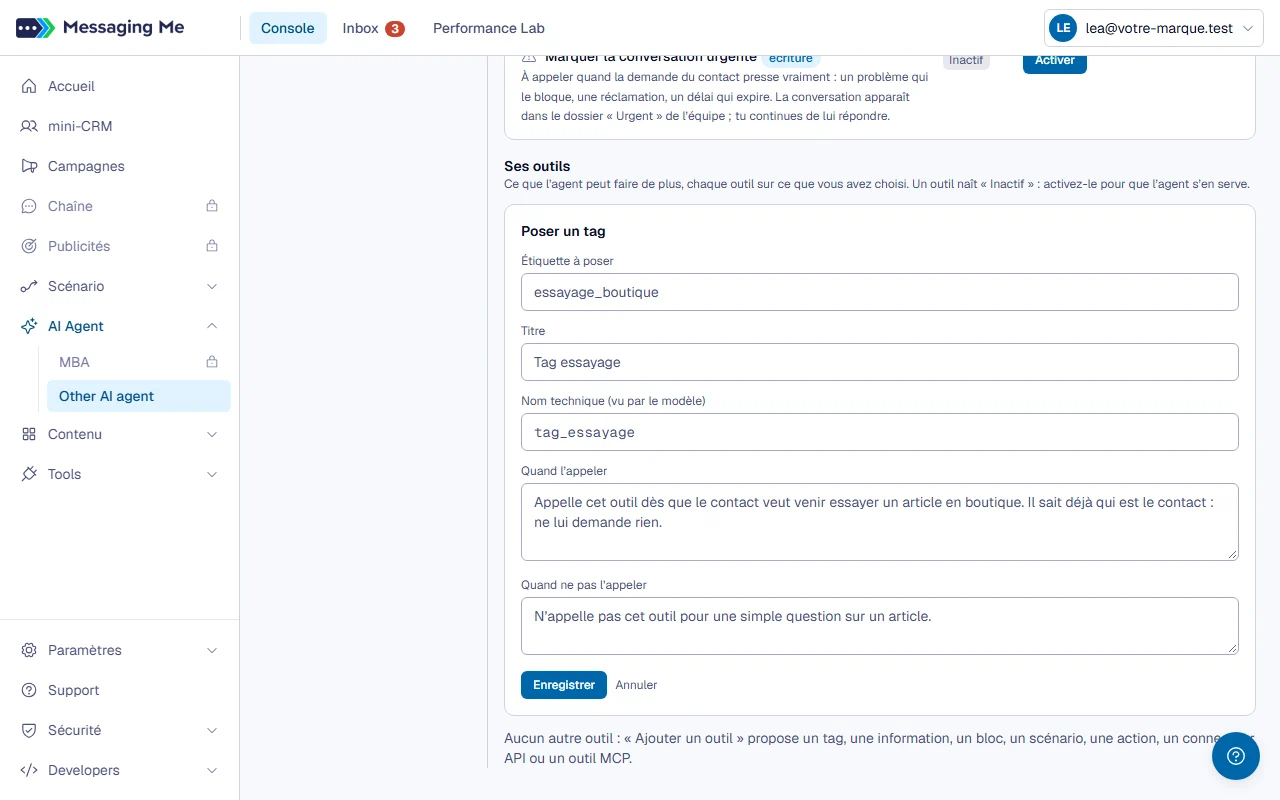 Messaging Me
Console
Inbox 3
Performance Lab
LE lea@votre-marque.test
Accueil
mini-CRM
Campagnes
Chaîne
Publicités
Scénario
AI Agent
MBA
Other AI agent
Contenu
Tools
Paramètres
Support
Sécurité
Developers
Marquer la conversation urgente écriture
Inactif
Activer
À appeler quand la demande du contact presse vraiment : un problème qui
le bloque, une réclamation, un délai qui expire. La conversation apparaît
dans le dossier « Urgent » de l'équipe ; tu continues de lui répondre.
Ses outils
Ce que l'agent peut faire de plus, chaque outil sur ce que vous avez choisi. Un outil naît « Inactif » : activez-le pour que l'agent s'en serve.
Poser un tag
Étiquette à poser
essayage_boutique
Titre
Tag essayage
Nom technique (vu par le modèle)
tag_essayage
Quand l'appeler
Appelle cet outil dès que le contact veut venir essayer un article en boutique. Il sait déjà qui est le contact :
ne lui demande rien.
Quand ne pas l'appeler
N'appelle pas cet outil pour une simple question sur un article.
Enregistrer
Annuler
Aucun autre outil : « Ajouter un outil » propose un tag, une information, un bloc, un scénario, une action, un
API ou un outil MCP.